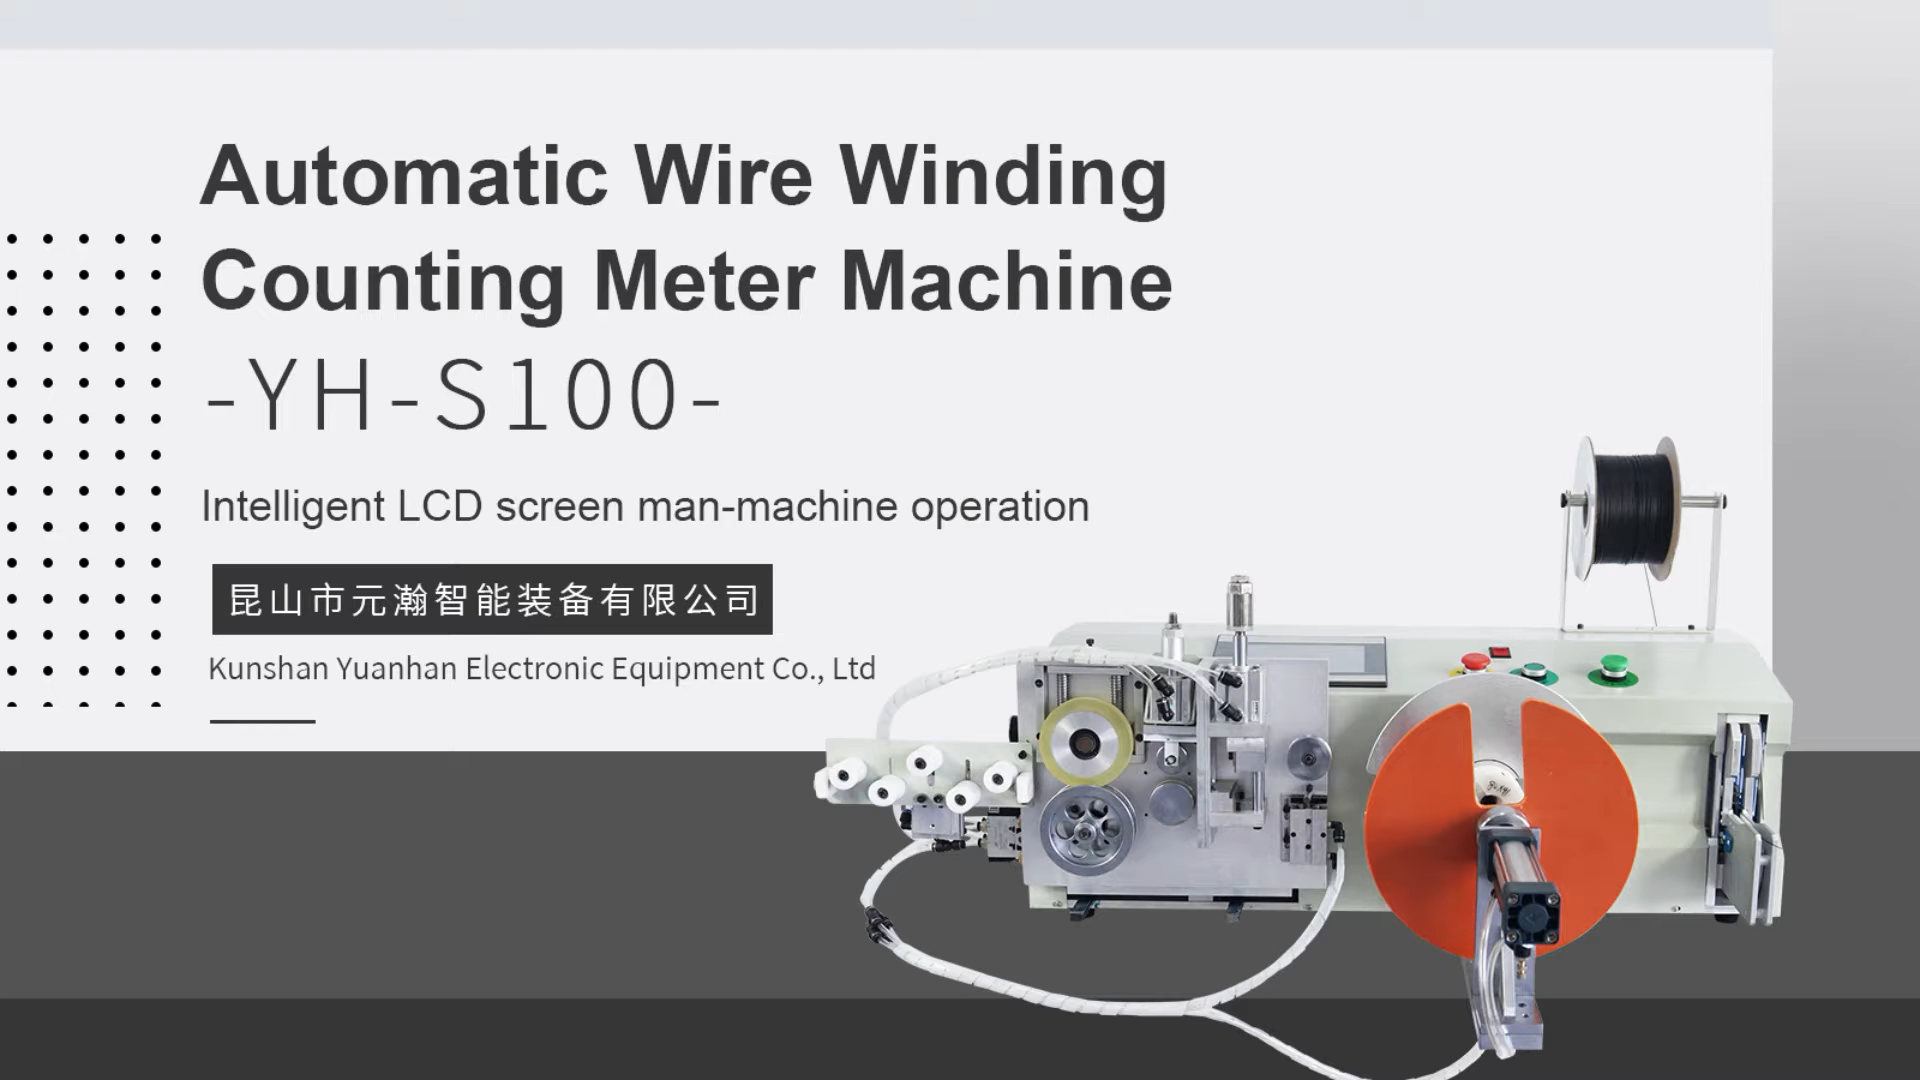 Automatic Wire Winding
Counting Meter Machine
-YH-S100-
Intelligent LCD screen man-machine operation
昆山市元瀚智能装备有限公司
Kunshan Yuanhan Electronic Equipment Co., Ltd